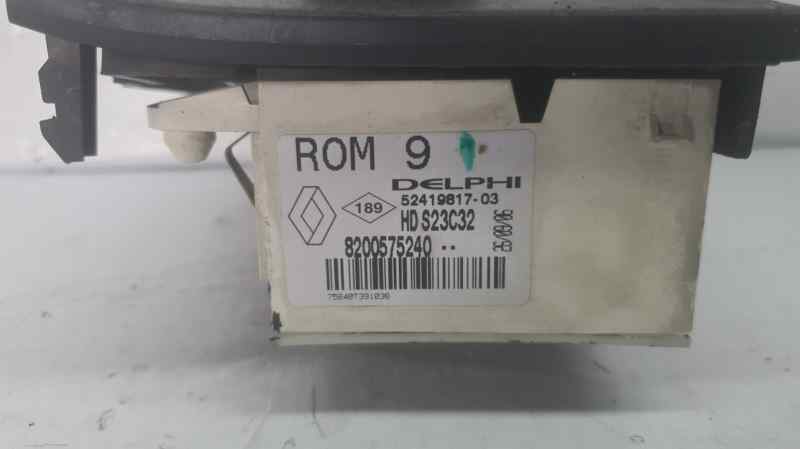 ROM 9
DELPHI
189
52419817-03
HD S23C32
8200575240 --